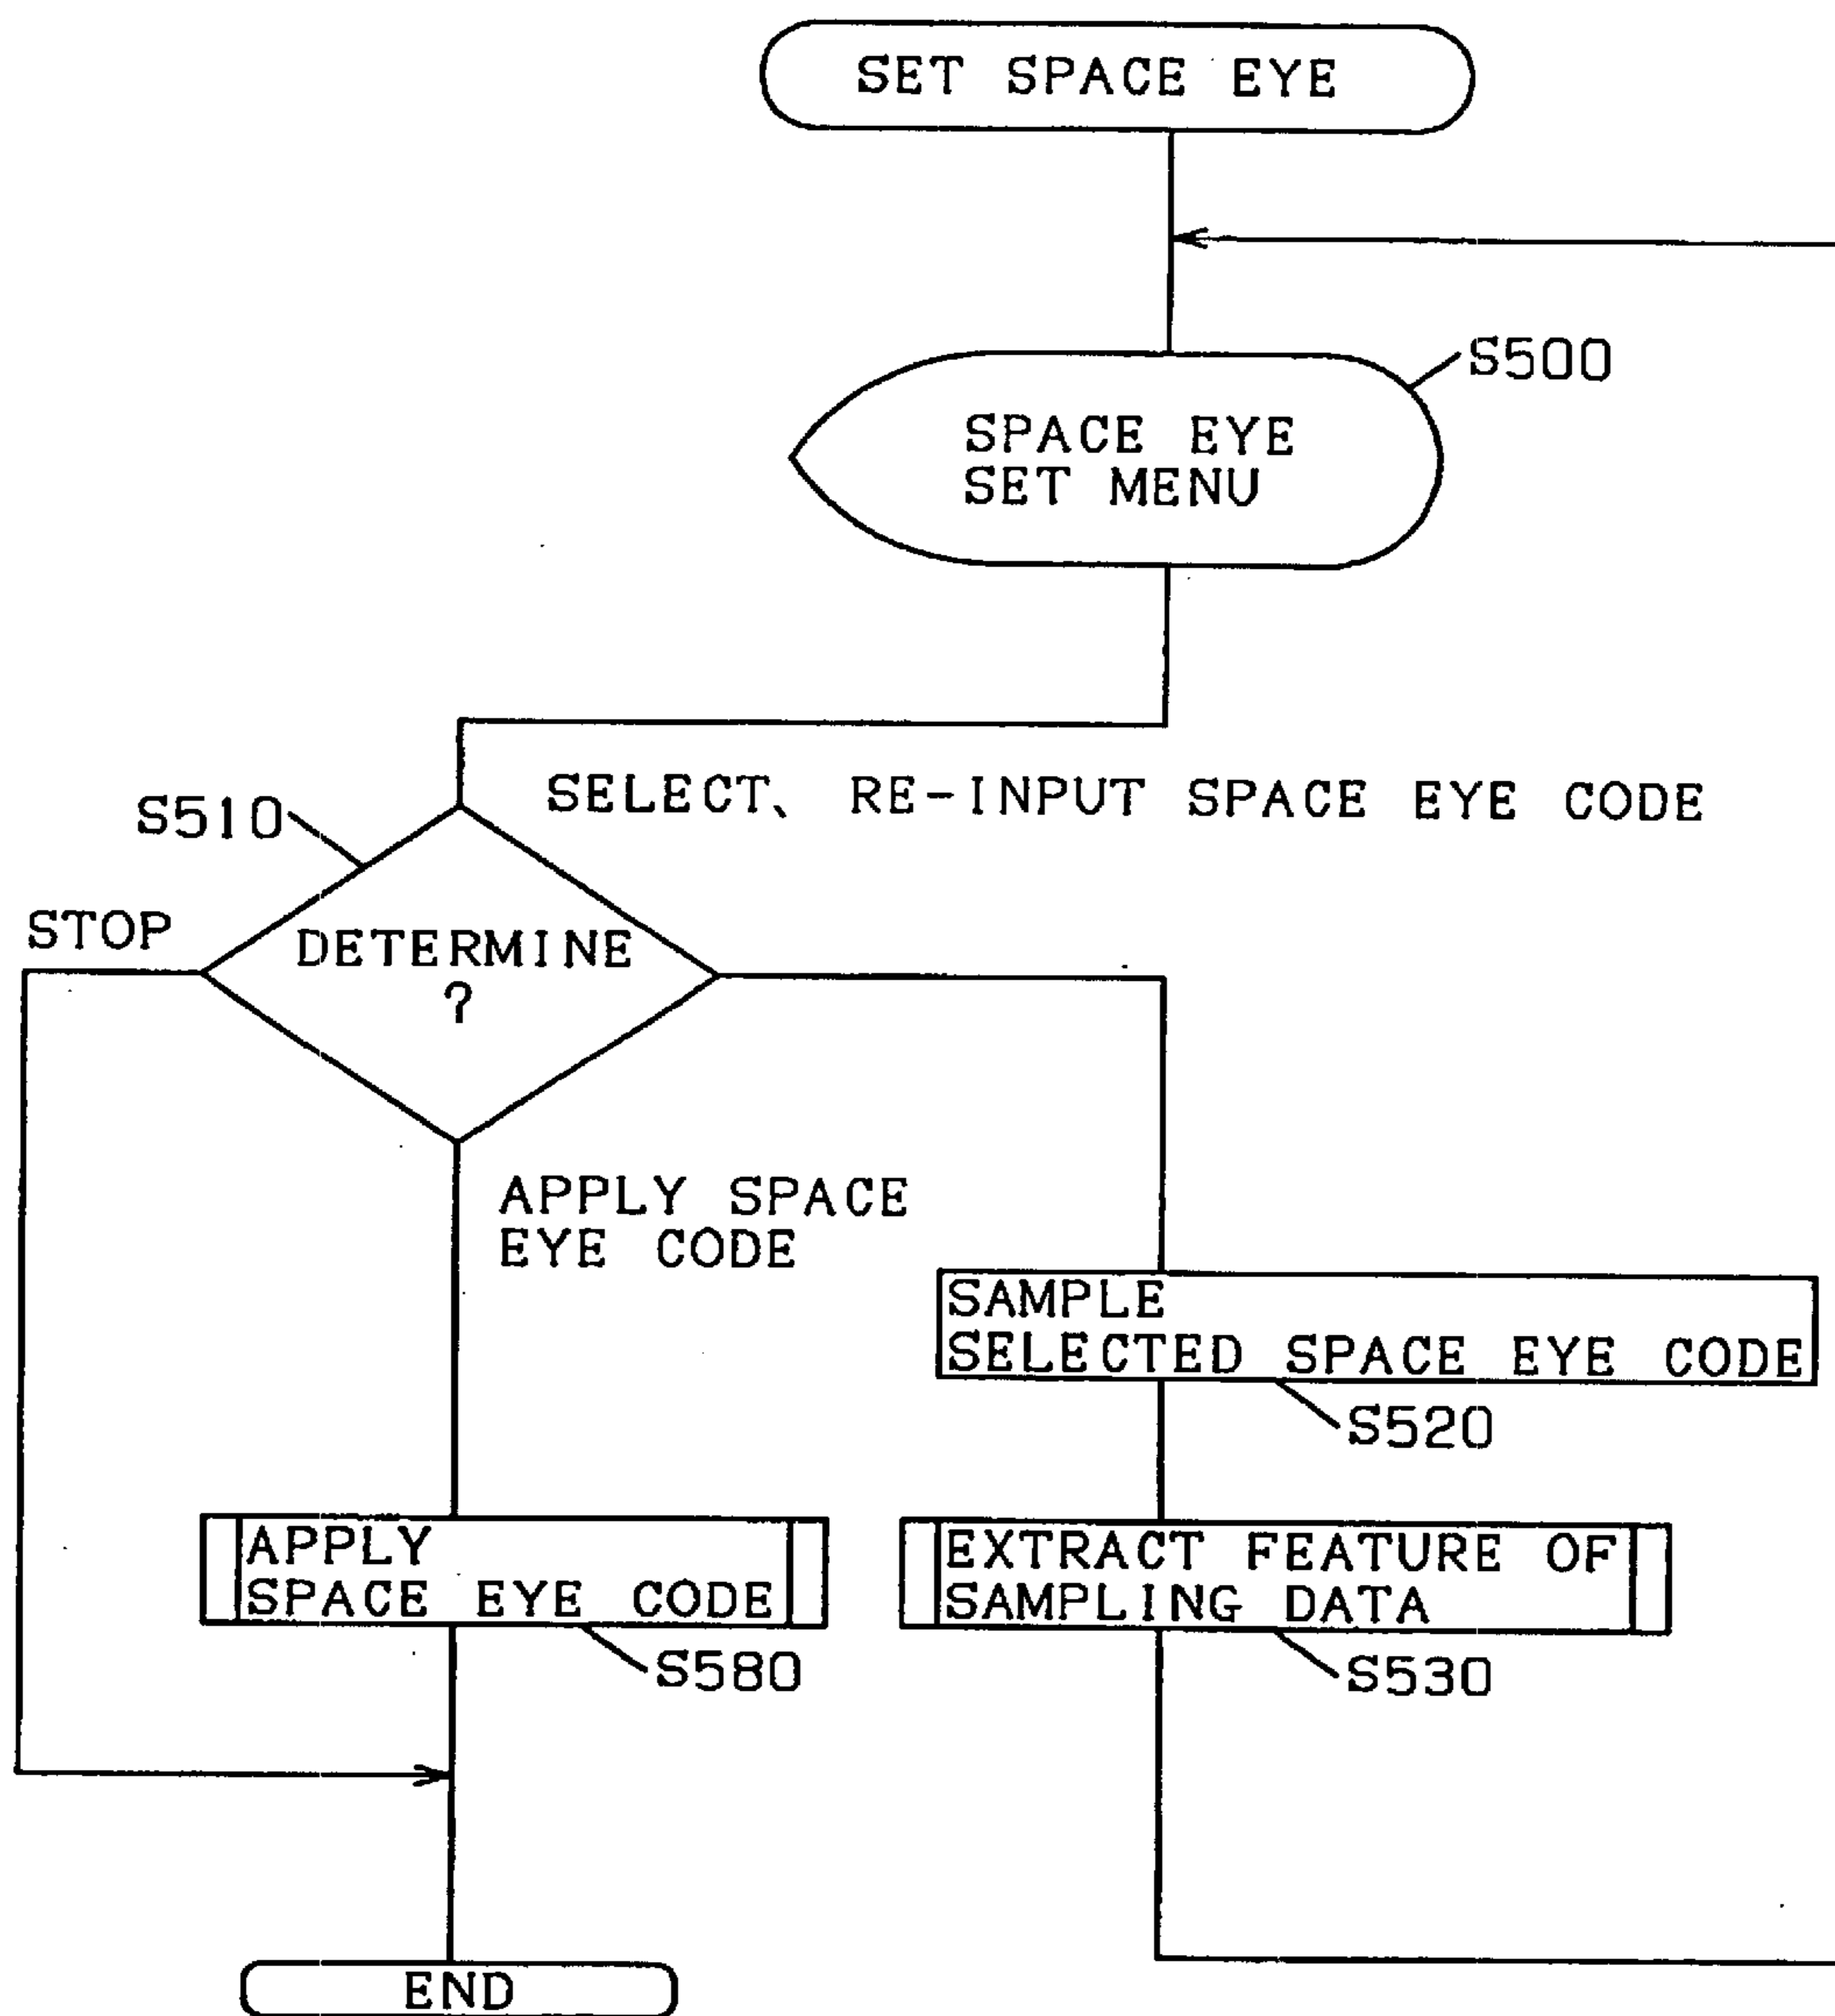 SET SPACE EYE
S500
SPACE EYE
SET MENU
SELECT、 RE-INPUT SPACE EYE CODE
S510
STOP
DETERMINE
?
APPLY SPACE
EYE CODE
SAMPLE
SELECTED SPACE EYE CODE
S520
APPLY
SPACE EYE CODE
S580
EXTRACT FEATURE OF
SAMPLING DATA
S530
END